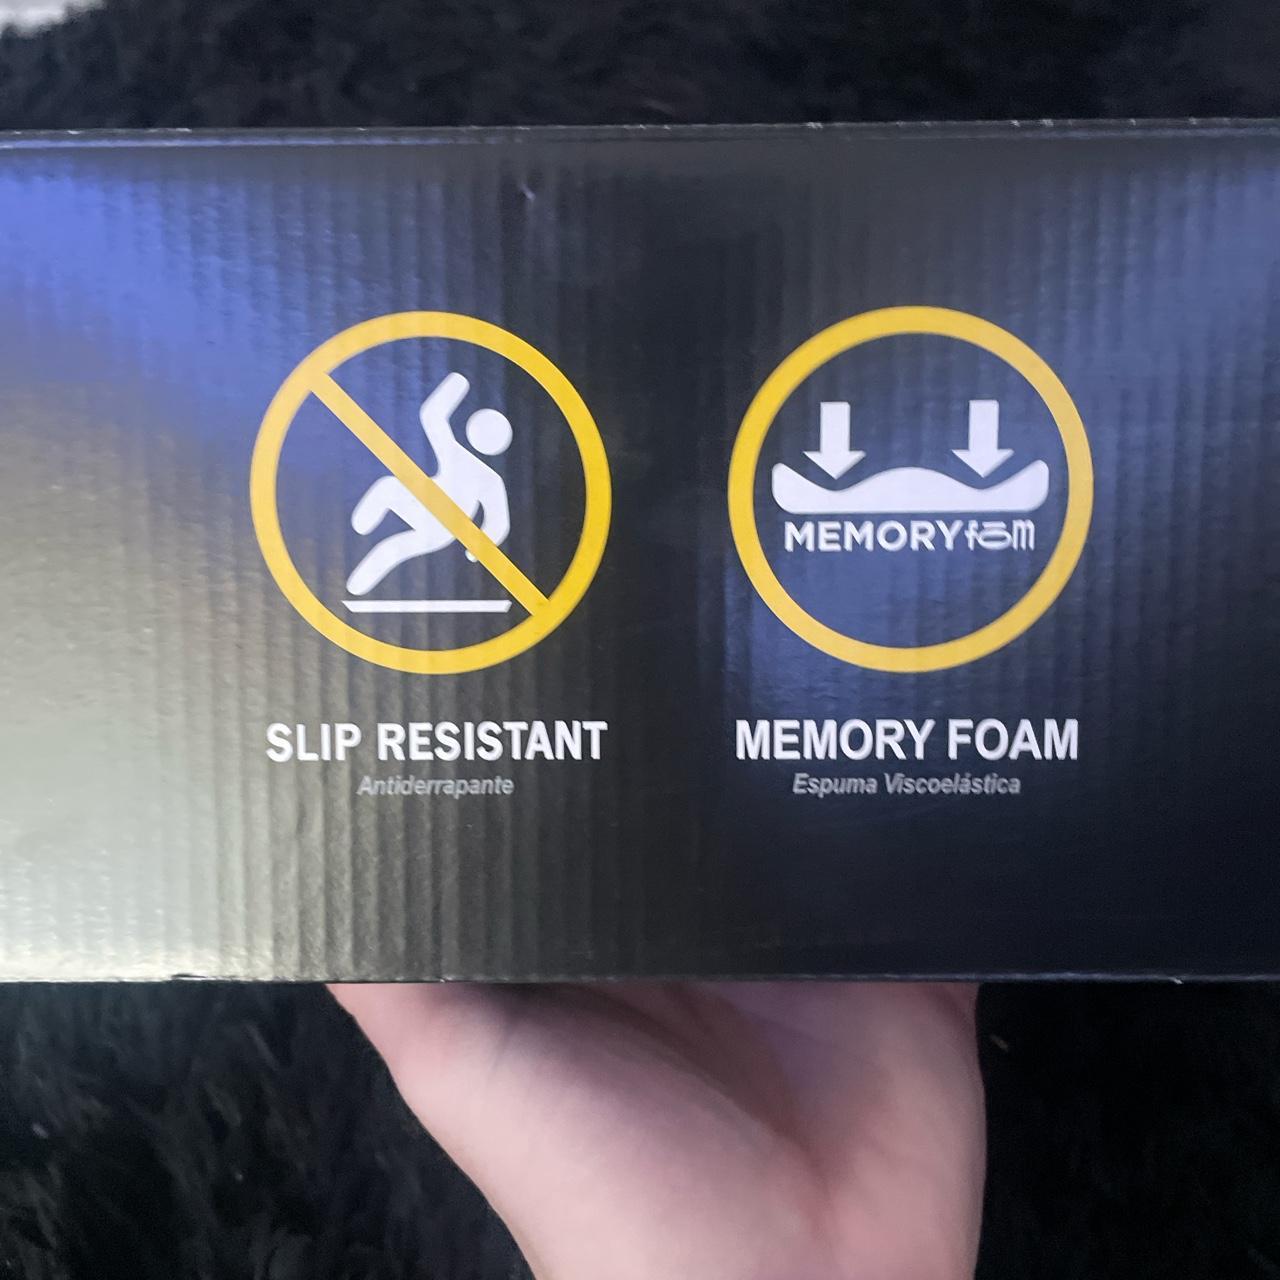 MEMORYfoam
SLIP RESISTANT
Antiderrapante
MEMORY FOAM
Espuma Viscoelástica